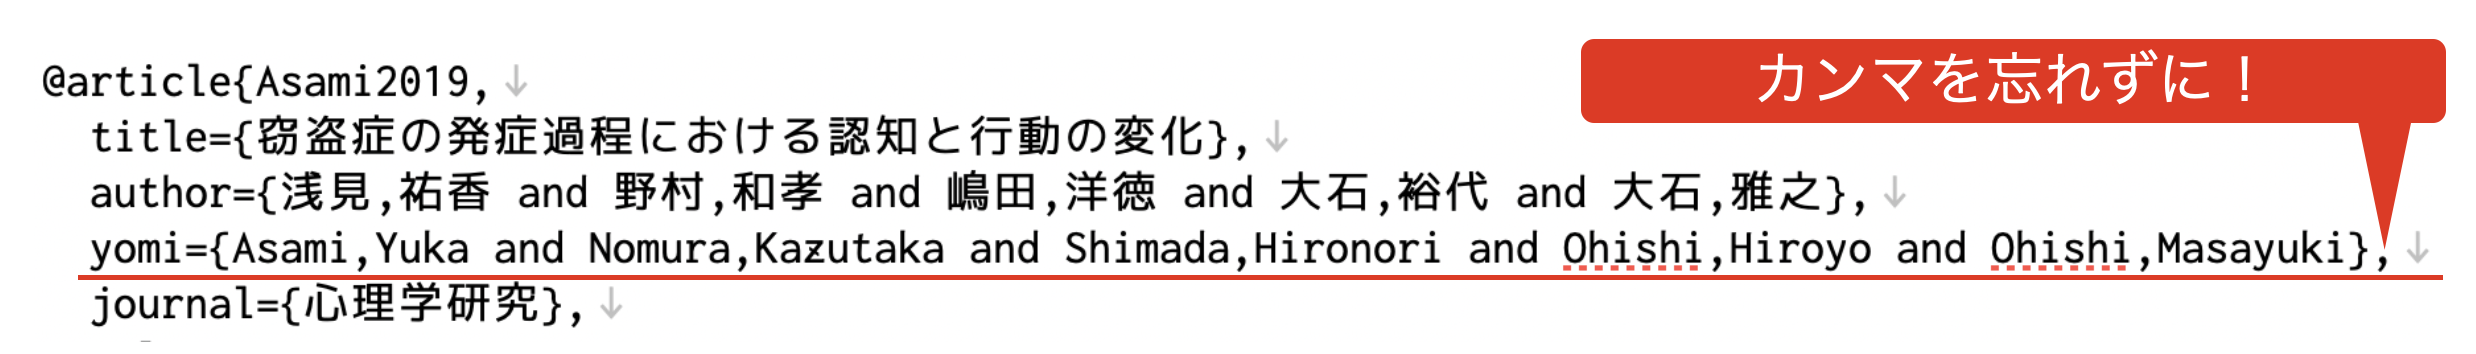 カンマを忘れずに！
@article{Asami2019,↓
title={窃盗症の発症過程における認知と行動の変化},↓
author={浅見,祐香 and 野村,和孝 and 嶋田,洋徳 and 大石,裕代 and 大石,雅之},↓
yomi={Asami,Yuka and Nomura,Kazutaka and Shimada,Hironori and Ohishi,Hiroyo and Ohishi,Masayuki},↓
journal={心理学研究},↓